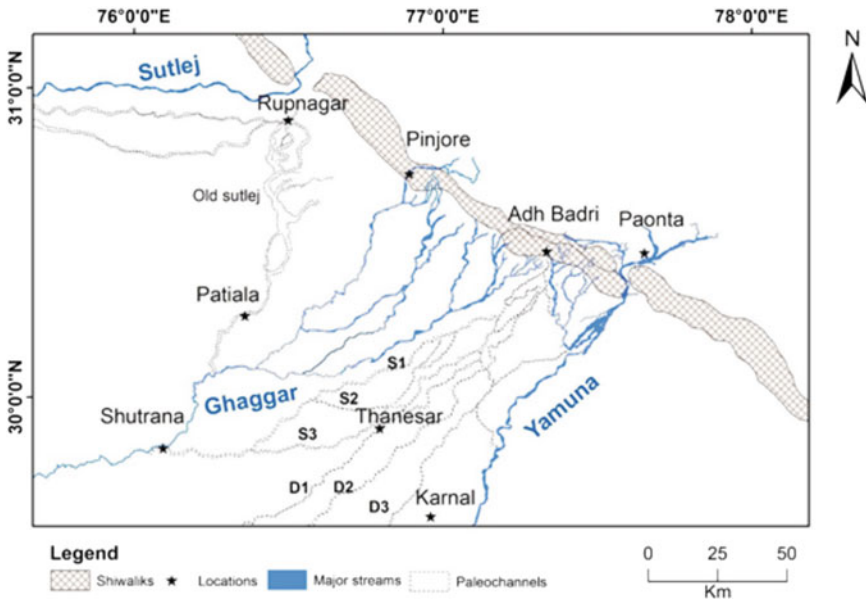 76°0'0"E 77°0'0"E 78°0'0"E
N
31°0'0"N
Sutlej
Rupnagar
Pinjore
Old sutlej
Adh Badri
Paonta
Patiala
S1
30°0'0"N
Ghaggar
S2
Shutrana
Thanesar
Yamuna
S3
D1
D2
D3
Karnal
Legend
0 25 50
Km
Shiwaliks
Locations
Major streams
Paleochannels